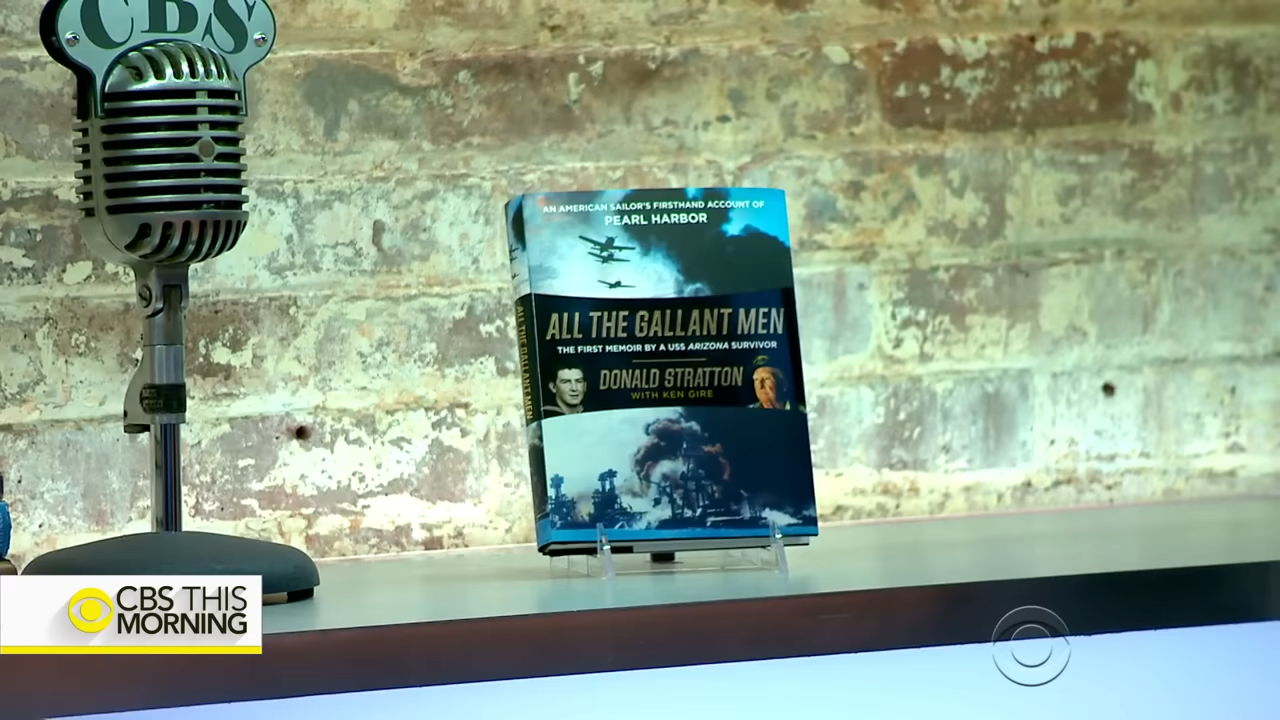 CBS
AN AMERICAN SAILOR'S FIRSTHAND ACCOUNT OF
PEARL HARBOR
ALL THE GALLANT MEN
THE FIRST MEMOIR BY A USS ARIZONA SURVIVOR
DONALD STRATTON
WITH KEN GIRE
ALL THE GALLANT MEN
CBS THIS
MORNING